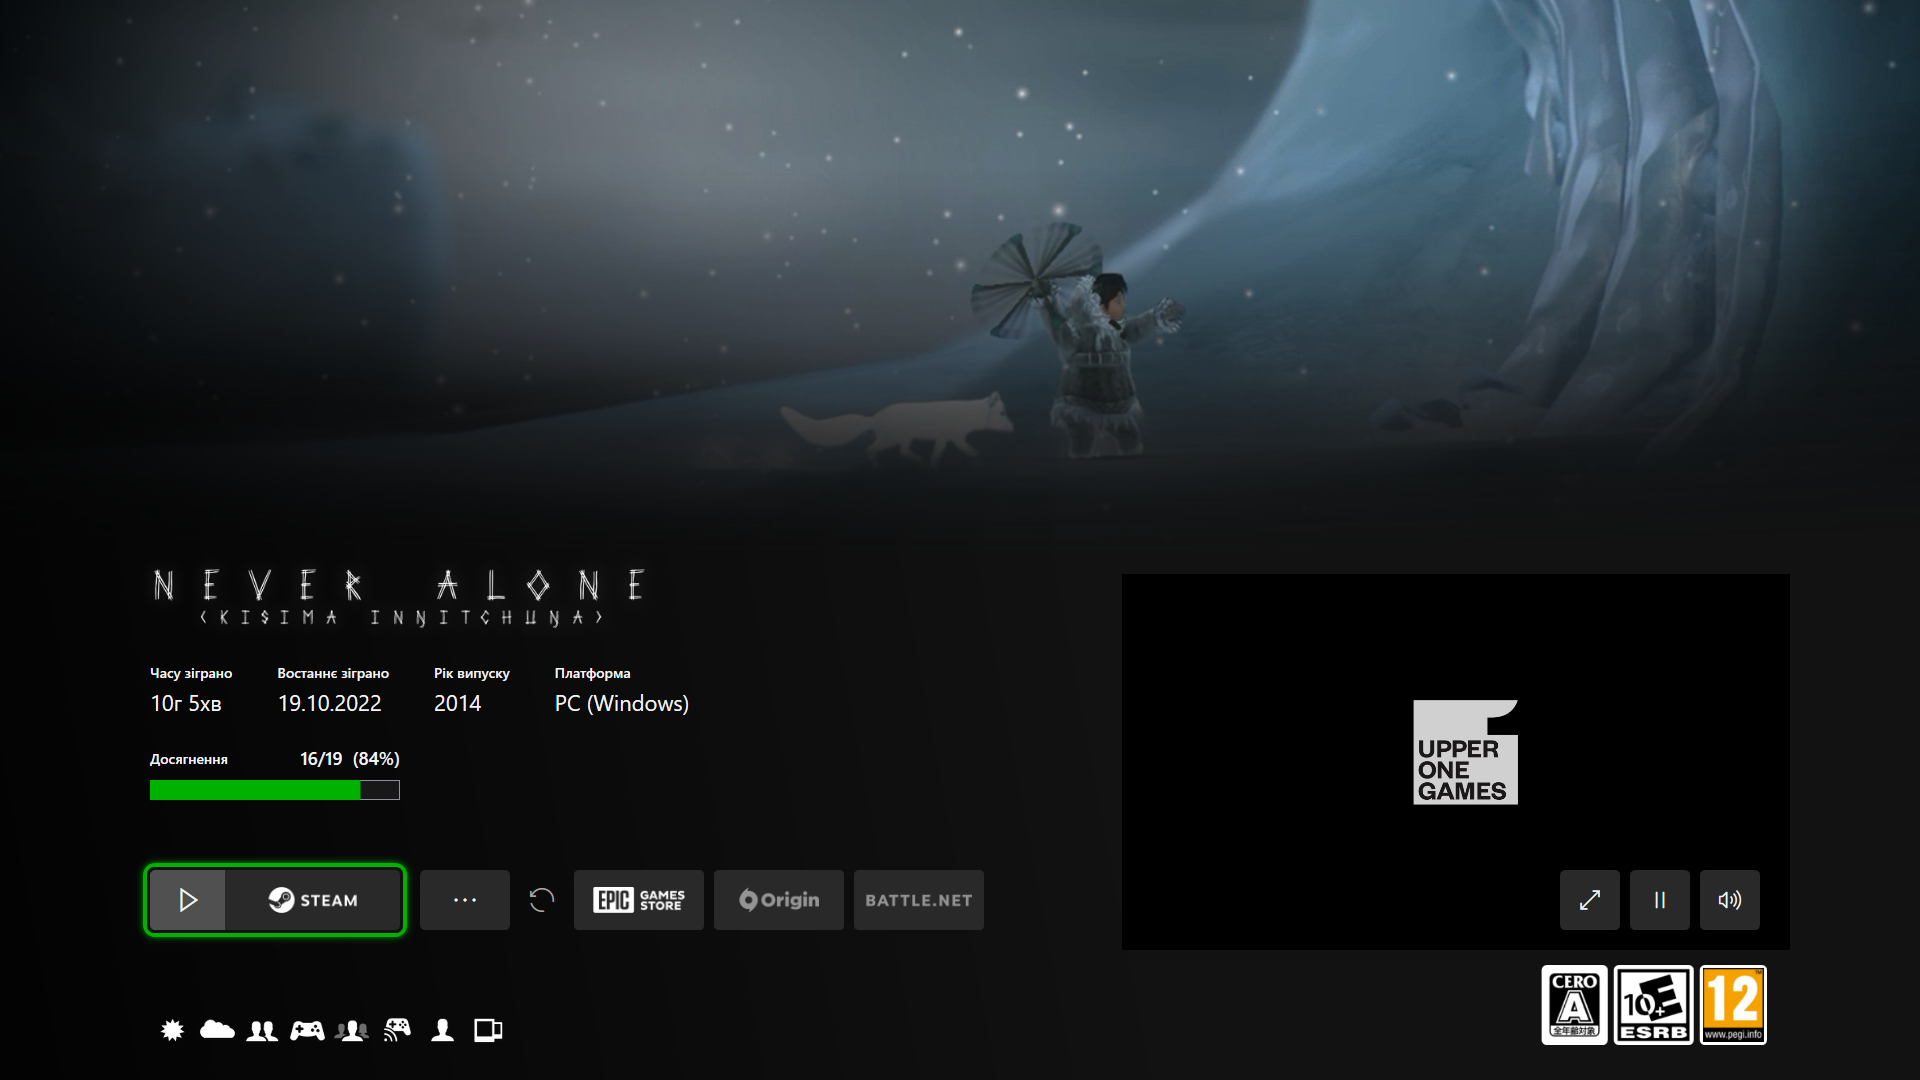 NEVER ALONE
<KISIMA INŊITCHUŊA>
Часу зіграно
10г 5хв
Востаннє зіграно
19.10.2022
Рік випуску
2014
Платформа
PC (Windows)
Досягнення 16/19 (84%)
STEAM
...
EPIC GAMES STORE
Origin
BATTLE.NET
UPPER
ONE
GAMES
CERO
A
全年齢対象
10+ E
ESRB
12
www.pegi.info